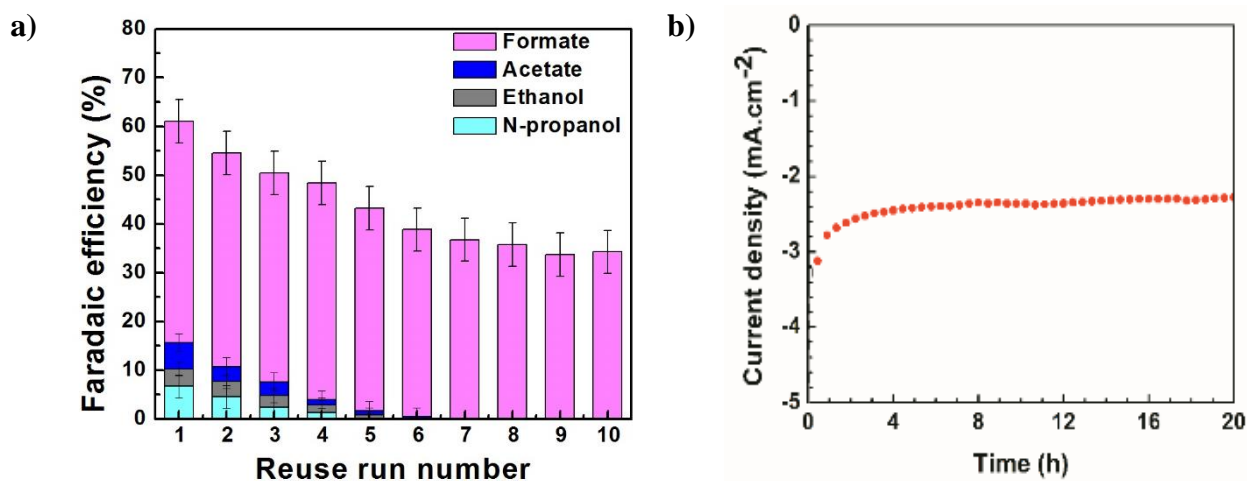 a)
80
70
60
50
40
30
20
10
0
Faradaic efficiency (%)
Formate
Acetate
Ethanol
N-propanol
1 2 3 4 5 6 7 8 9 10
Reuse run number
b)
0
-1
-2
-3
-4
-5
Current density (mA.cm⁻²)
0 4 8 12 16 20
Time (h)